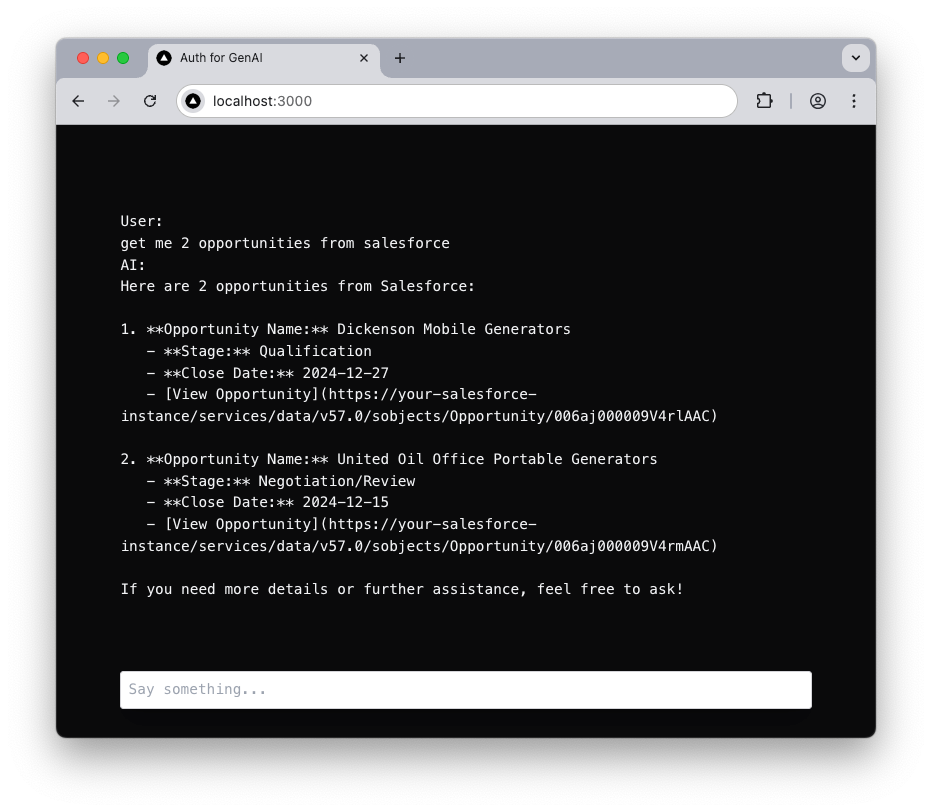 Auth for GenAI
localhost:3000
User:
get me 2 opportunities from salesforce
AI:
Here are 2 opportunities from Salesforce:
1. **Opportunity Name:** Dickenson Mobile Generators
- **Stage:** Qualification
- **Close Date:** 2024-12-27
- [View Opportunity](https://your-salesforce-
instance/services/data/v57.0/sobjects/Opportunity/006aj000009V4rlAAC)
2. **Opportunity Name:** United Oil Office Portable Generators
- **Stage:** Negotiation/Review
- **Close Date:** 2024-12-15
- [View Opportunity](https://your-salesforce-
instance/services/data/v57.0/sobjects/Opportunity/006aj000009V4rmAAC)
If you need more details or further assistance, feel free to ask!
Say something...